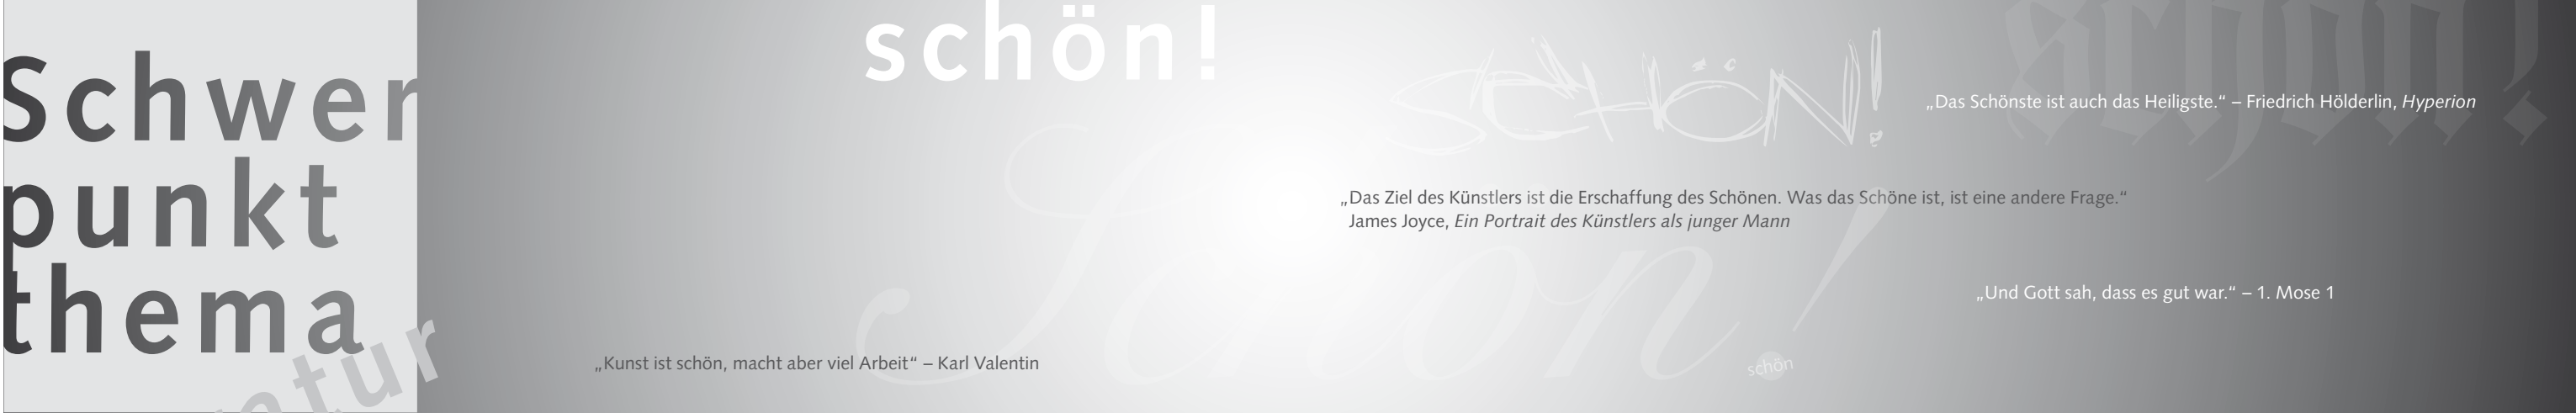 Schwer
punkt
thema
schön!
SCHÖN!
schön!
„Das Schönste ist auch das Heiligste.“ – Friedrich Hölderlin, Hyperion
„Das Ziel des Künstlers ist die Erschaffung des Schönen. Was das Schöne ist, ist eine andere Frage.“
James Joyce, Ein Portrait des Künstlers als junger Mann
Schön!
„Und Gott sah, dass es gut war.“ – 1. Mose 1
„Kunst ist schön, macht aber viel Arbeit“ – Karl Valentin
schön